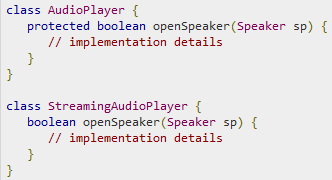 class AudioPlayer {
   protected boolean openSpeaker(Speaker sp) {
      // implementation details
   }
}

class StreamingAudioPlayer {
   boolean openSpeaker(Speaker sp) {
      // implementation details
   }
}